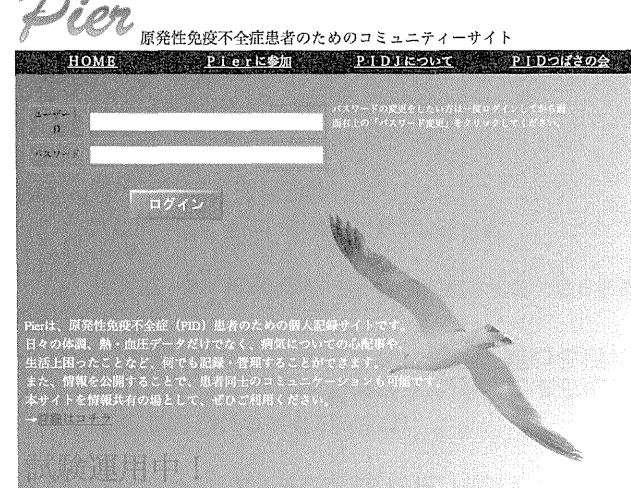 Pier
原発性免疫不全症患者のためのコミュニティーサイト
HOME Pierに参加 PIDJについて PIDつばさの会
パスワードの変更をしたい方は一度ログインしてから画
面右上の「パスワード変更」をクリックしてください。
ユーザー
ID
パスワード
ログイン
Pierは、原発性免疫不全症（PID）患者のための個人記録サイトです。
日々の体調、熱・血圧データだけでなく、病気についての心配事や、
生活上困ったことなど、何でも記録・管理することができます。
また、情報を公開することで、患者同士のコミュニケーションも可能です。
本サイトを情報共有の場として、ぜひご利用ください。
→詳細はコチラ
試験運用中！